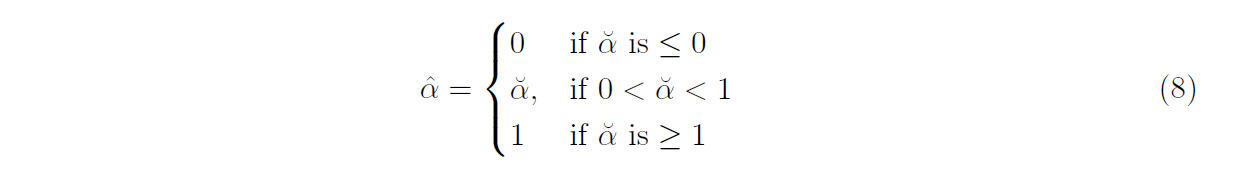 0 if ᾰ is ≤ 0
α̂ = { ᾰ, if 0 < ᾰ < 1 (8)
1 if ᾰ is ≥ 1